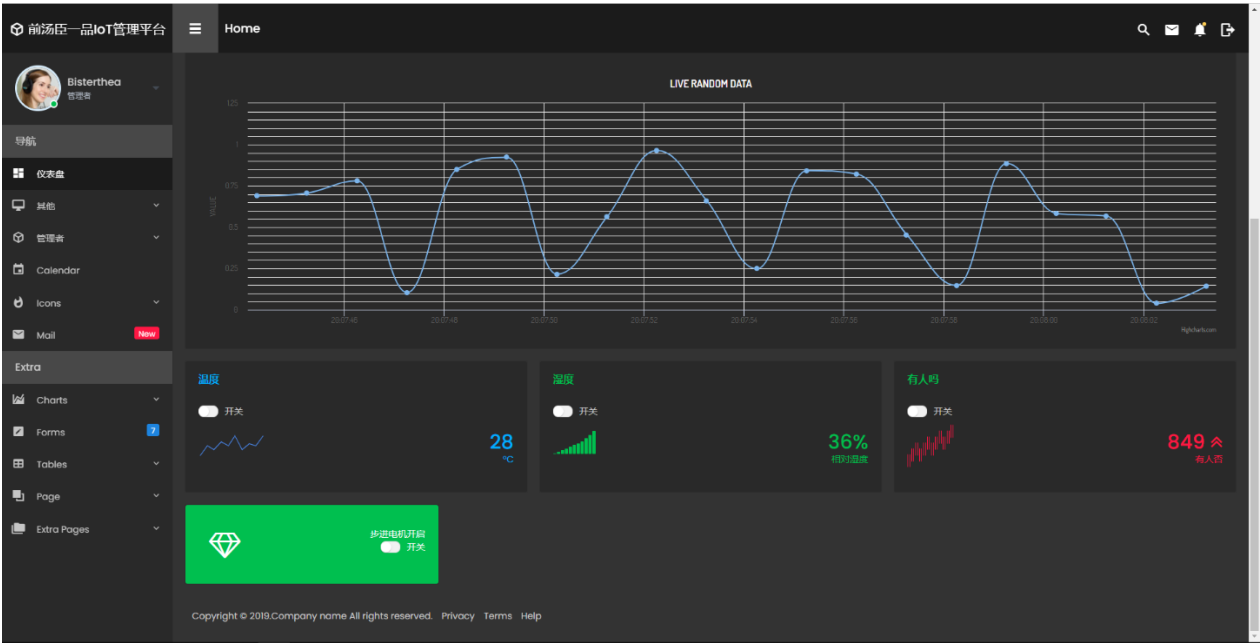 前汤臣一品IoT管理平台
Home
Bisterthea
管理者
导航
仪表盘
其他
管理者
Calendar
Icons
Mail New
Extra
Charts
Forms 7
Tables
Page
Extra Pages
LIVE RANDOM DATA
1.25
1
0.75
0.5
0.25
0
VALUE
20:07:46 20:07:48 20:07:50 20:07:52 20:07:54 20:07:56 20:07:58 20:08:00 20:08:02
Highcharts.com
温度
开关
28
°C
湿度
开关
36%
相对湿度
有人吗
开关
849
有人否
步进电机开启
开关
Copyright © 2019.Company name All rights reserved. Privacy Terms Help